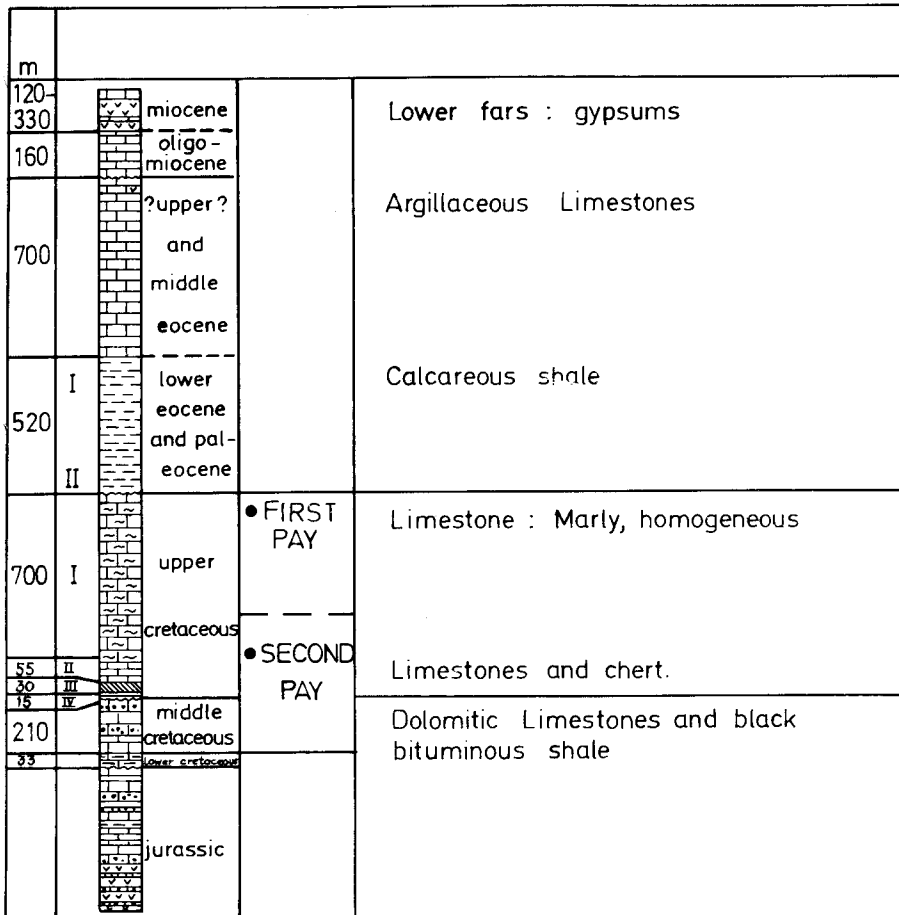 m
120-
330
miocene
Lower fars : gypsums
160
oligo-
miocene
700
?upper?
and
middle
eocene
Argillaceous Limestones
520
I
II
lower
eocene
and pal-
eocene
Calcareous shale
700
I
upper
cretaceous
• FIRST
PAY
Limestone : Marly, homogeneous
• SECOND
PAY
55
II
Limestones and chert.
30
III
15
IV
210
middle
cretaceous
Dolomitic Limestones and black
bituminous shale
33
lower cretaceous
jurassic